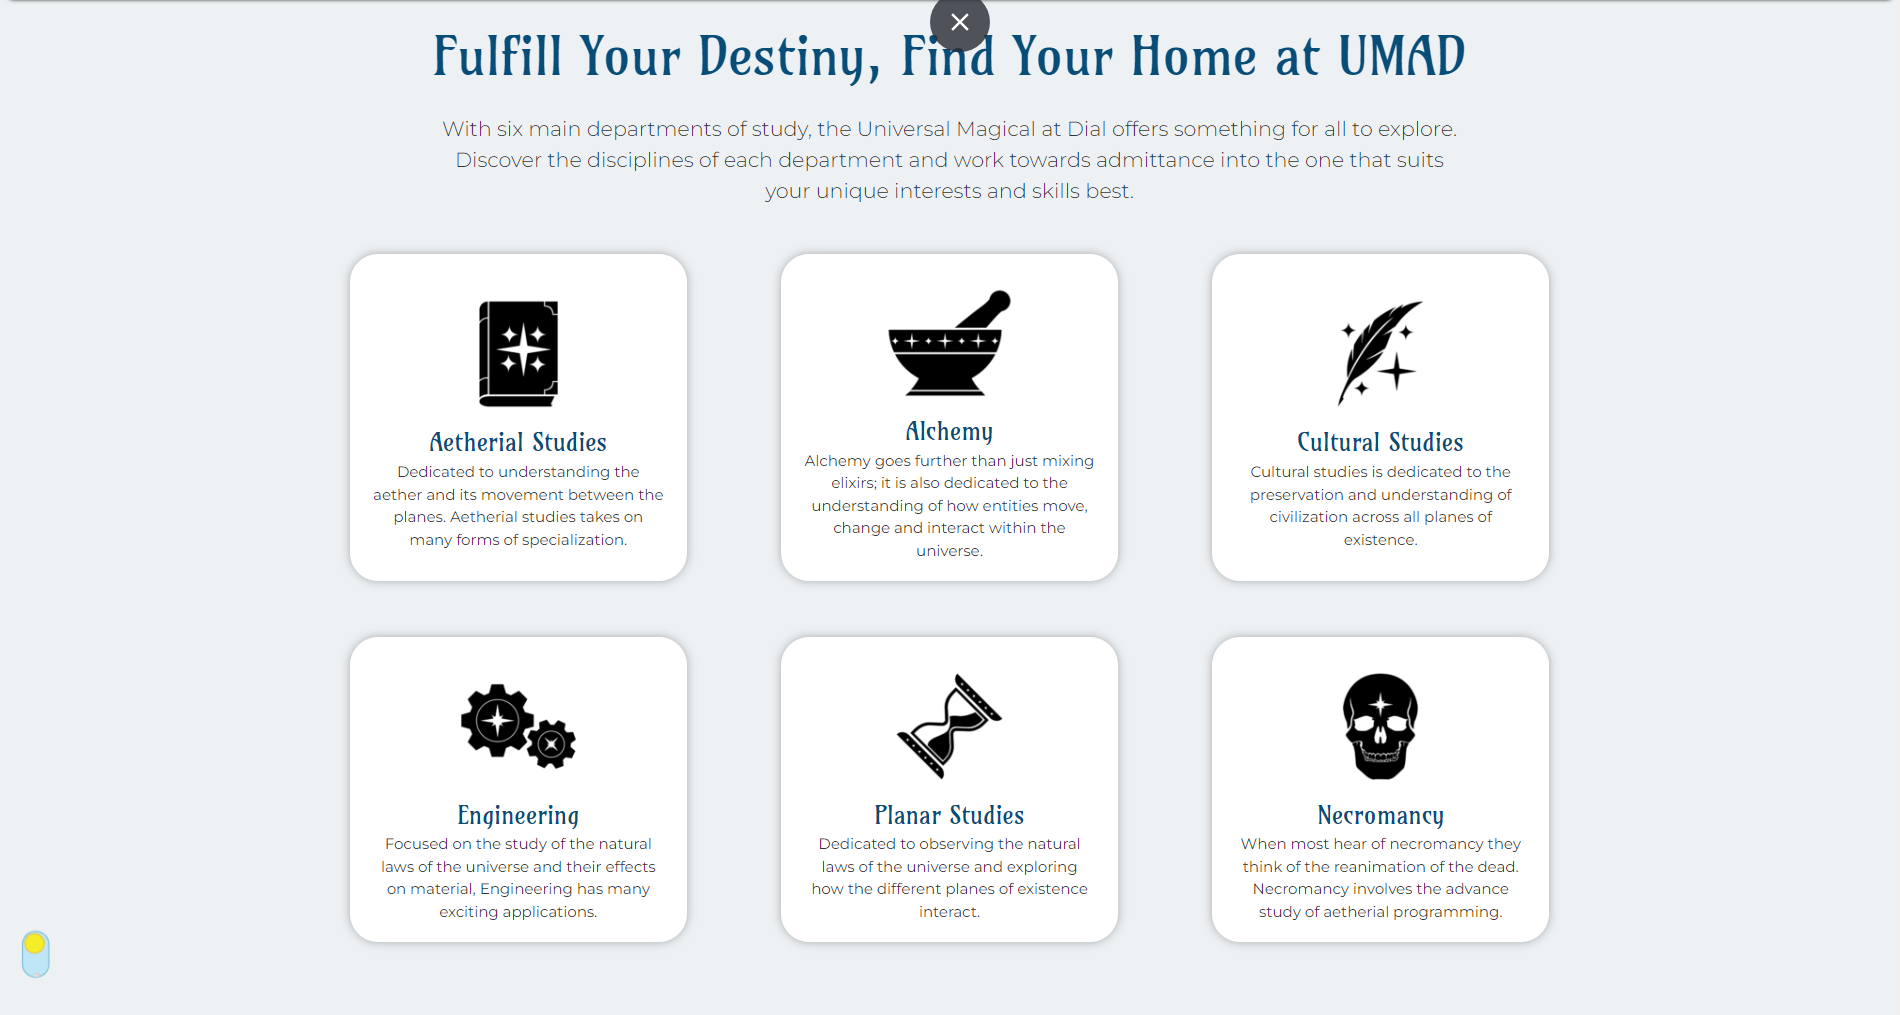 Fulfill Your Destiny, Find Your Home at UMAD
With six main departments of study, the Universal Magical at Dial offers something for all to explore.
Discover the disciplines of each department and work towards admittance into the one that suits
your unique interests and skills best.
Aetherial Studies
Dedicated to understanding the
aether and its movement between the
planes. Aetherial studies takes on
many forms of specialization.
Alchemy
Alchemy goes further than just mixing
elixirs; it is also dedicated to the
understanding of how entities move,
change and interact within the
universe.
Cultural Studies
Cultural studies is dedicated to the
preservation and understanding of
civilization across all planes of
existence.
Engineering
Focused on the study of the natural
laws of the universe and their effects
on material, Engineering has many
exciting applications.
Planar Studies
Dedicated to observing the natural
laws of the universe and exploring
how the different planes of existence
interact.
Necromancy
When most hear of necromancy they
think of the reanimation of the dead.
Necromancy involves the advance
study of aetherial programming.